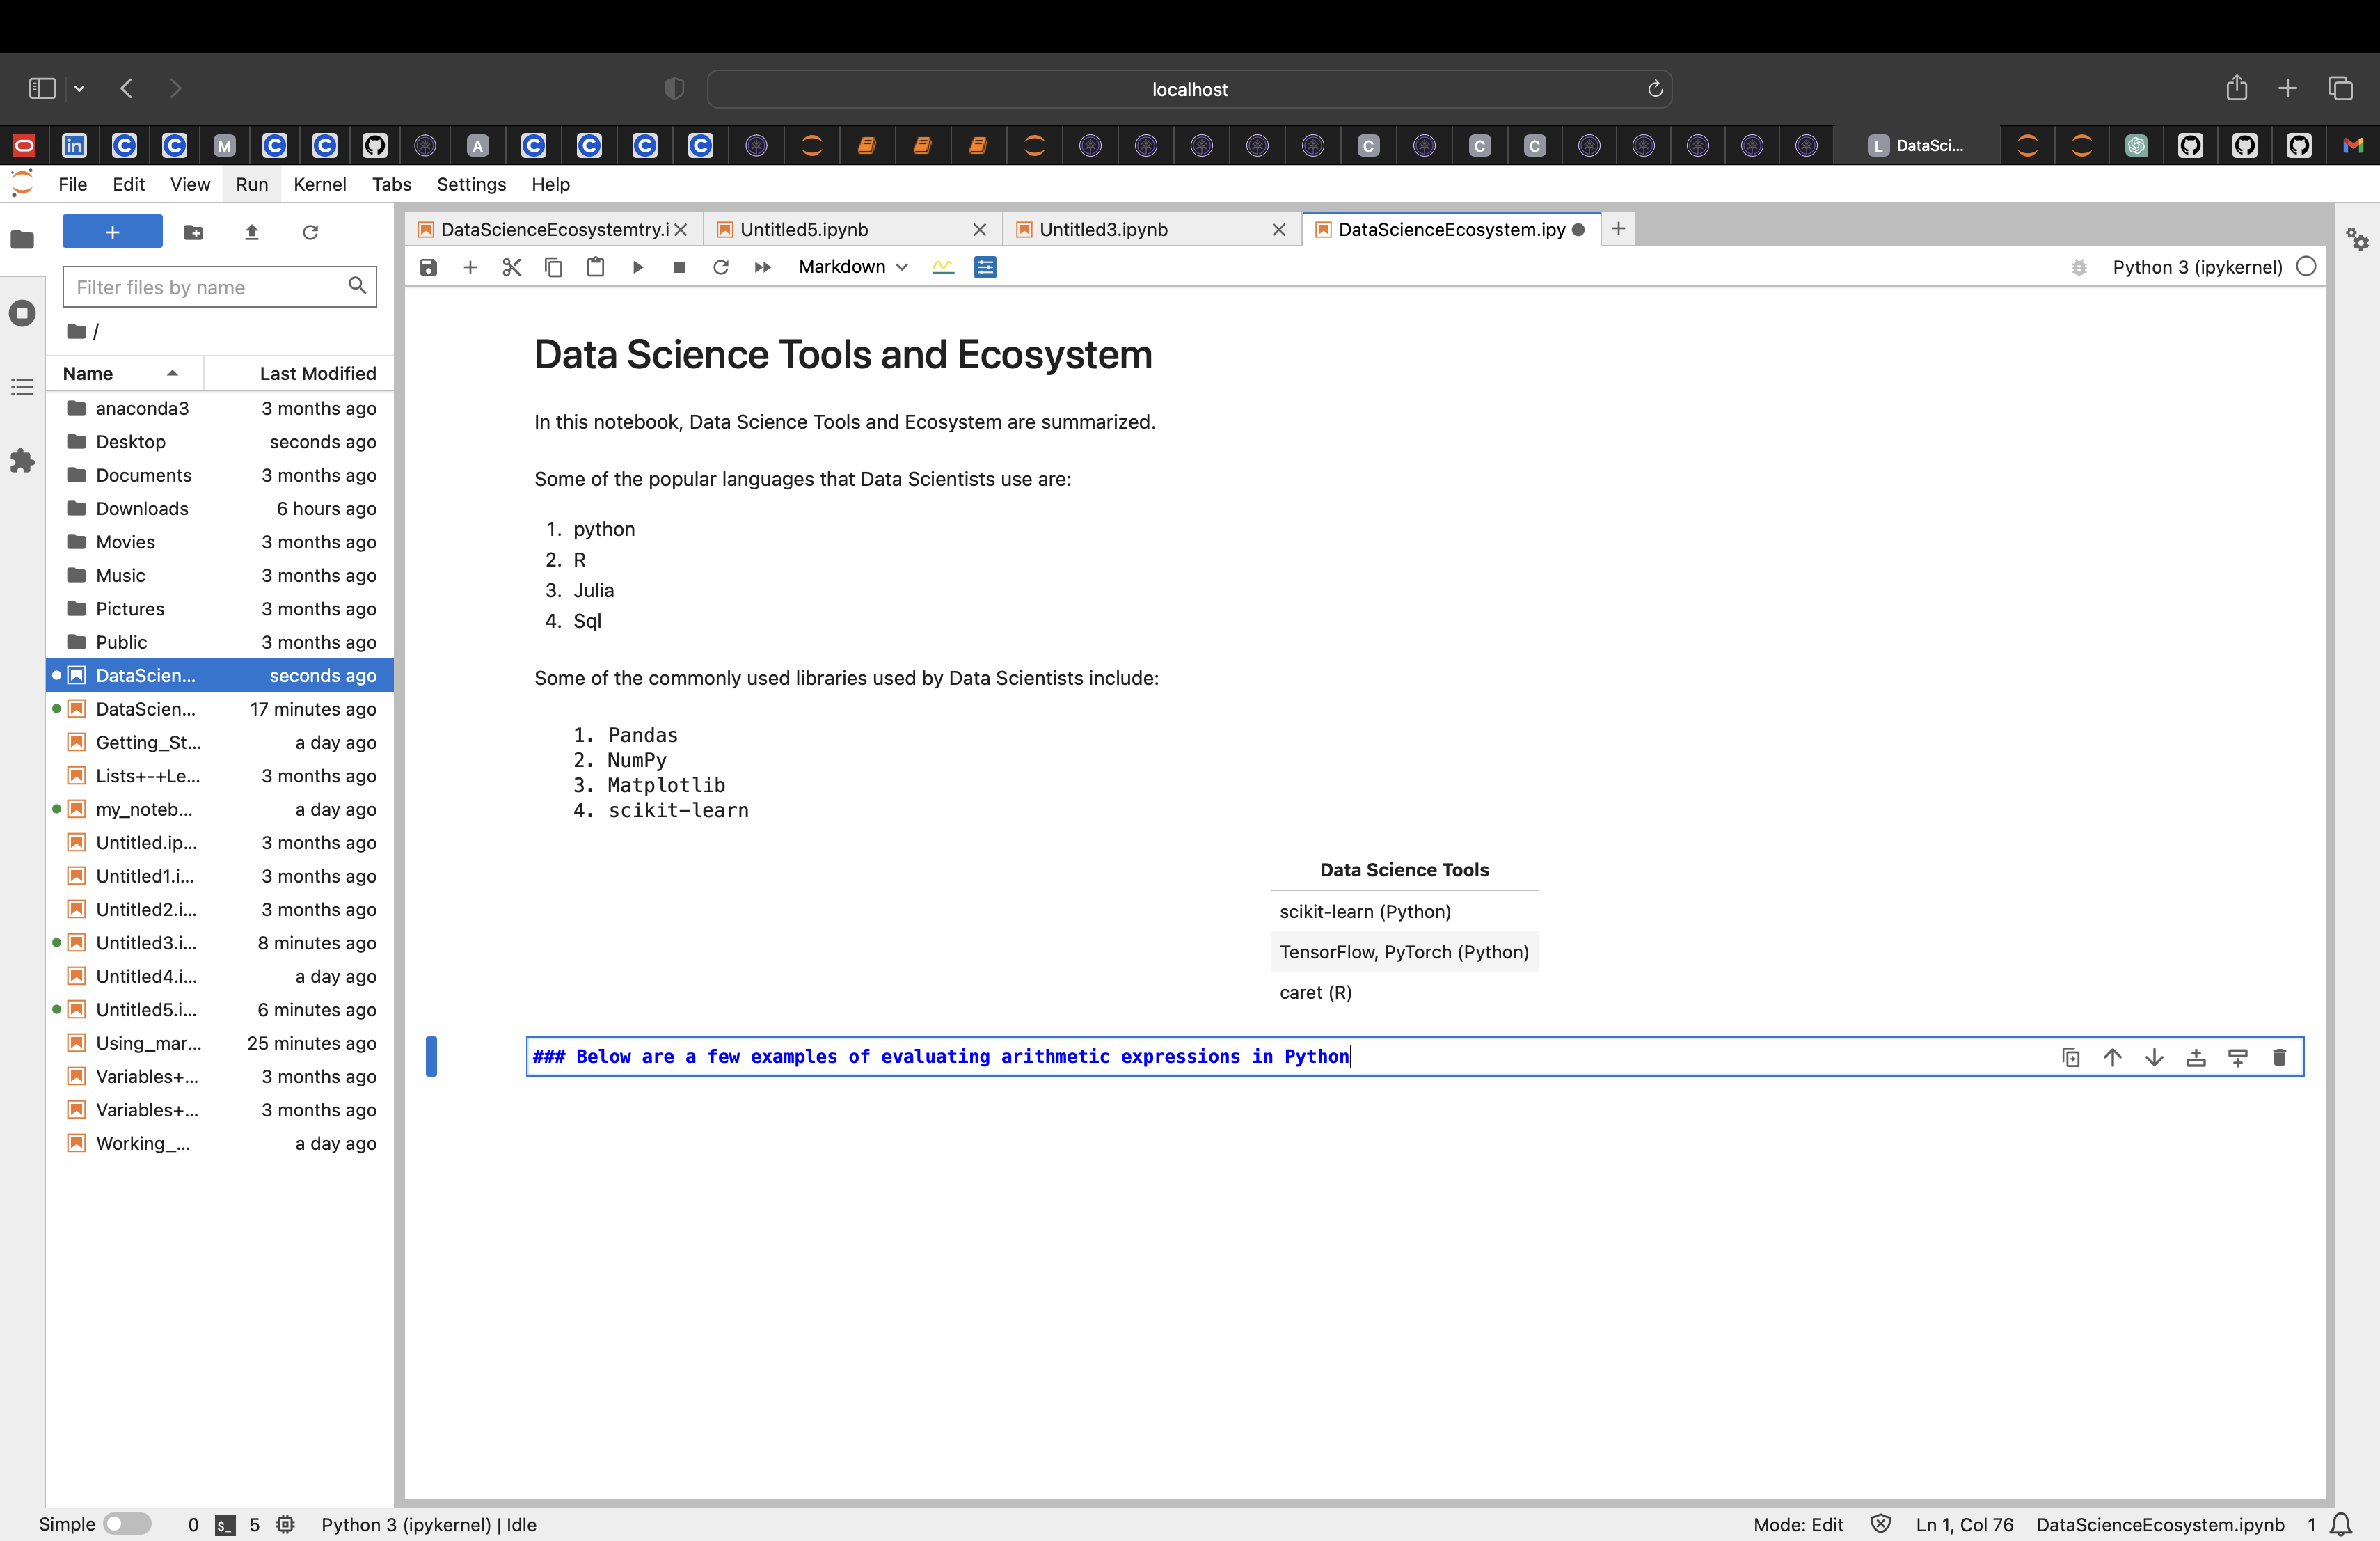 localhost
O in C C M C C A C C C C C C C L DataSci...
File Edit View Run Kernel Tabs Settings Help
DataScienceEcosystemtry.i Untitled5.ipynb Untitled3.ipynb DataScienceEcosystem.ipy
Markdown Python 3 (ipykernel)
Filter files by name
/
Name Last Modified
anaconda3 3 months ago
Desktop seconds ago
Documents 3 months ago
Downloads 6 hours ago
Movies 3 months ago
Music 3 months ago
Pictures 3 months ago
Public 3 months ago
DataScien... seconds ago
DataScien... 17 minutes ago
Getting_St... a day ago
Lists+-+Le... 3 months ago
my_noteb... a day ago
Untitled.ip... 3 months ago
Untitled1.i... 3 months ago
Untitled2.i... 3 months ago
Untitled3.i... 8 minutes ago
Untitled4.i... a day ago
Untitled5.i... 6 minutes ago
Using_mar... 25 minutes ago
Variables+... 3 months ago
Variables+... 3 months ago
Working_... a day ago
Data Science Tools and Ecosystem
In this notebook, Data Science Tools and Ecosystem are summarized.
Some of the popular languages that Data Scientists use are:
1. python
2. R
3. Julia
4. Sql
Some of the commonly used libraries used by Data Scientists include:
1. Pandas
2. NumPy
3. Matplotlib
4. scikit-learn
Data Science Tools
scikit-learn (Python)
TensorFlow, PyTorch (Python)
caret (R)
### Below are a few examples of evaluating arithmetic expressions in Python
Simple 0 $_ 5 Python 3 (ipykernel) | Idle Mode: Edit Ln 1, Col 76 DataScienceEcosystem.ipynb 1